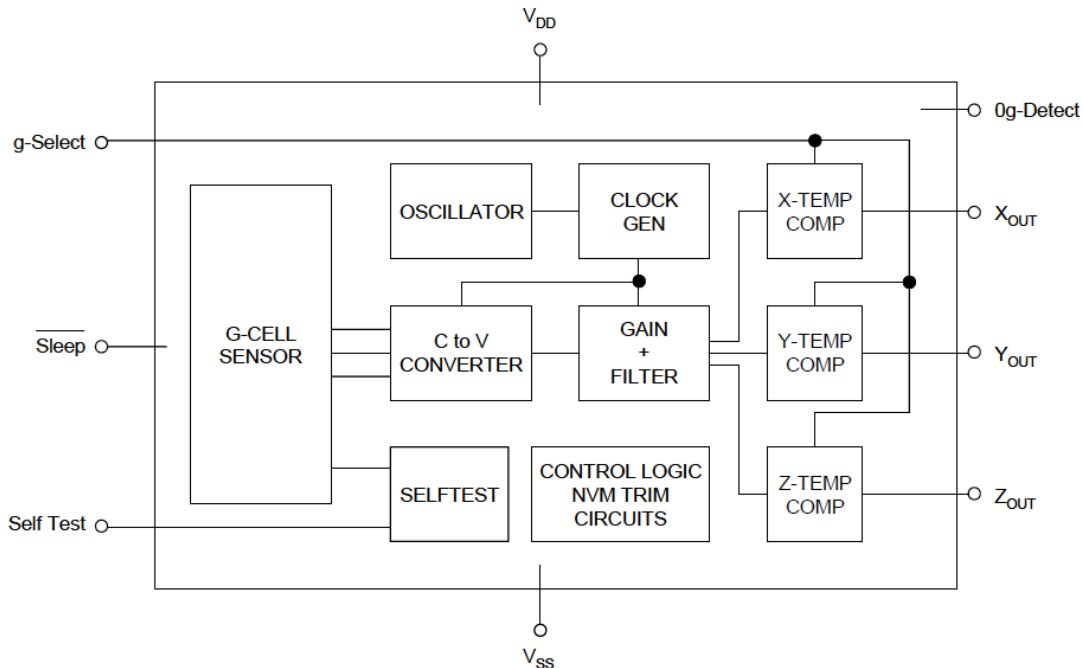 VDD
0g-Detect
g-Select
OSCILLATOR
CLOCK
GEN
X-TEMP
COMP
XOUT
G-CELL
SENSOR
Sleep
C to V
CONVERTER
GAIN
+
FILTER
Y-TEMP
COMP
YOUT
SELFTEST
CONTROL LOGIC
NVM TRIM
CIRCUITS
Z-TEMP
COMP
ZOUT
Self Test
VSS